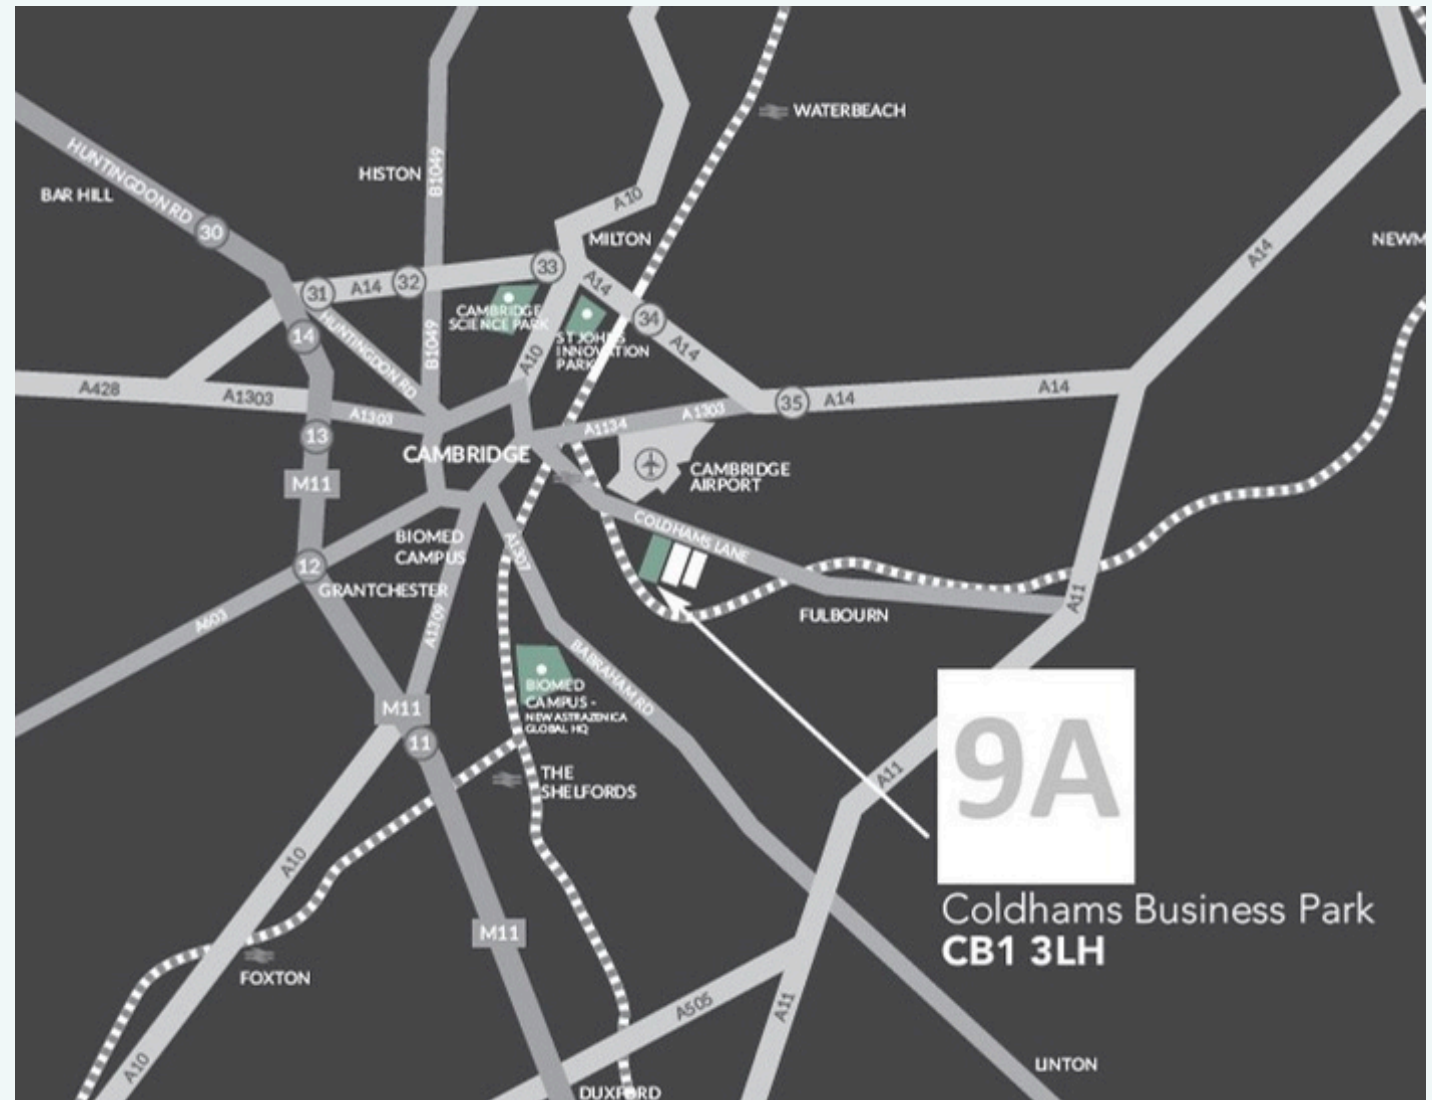 WATERBEACH
HISTON
B1049
HUNTINGDON RD
BAR HILL
30
A10
MILTON
NEWM
A14
33
32
A14
31
A14
CAMBRIDGE
SCIENCE PARK
34
14
HUNTINGDON RD
B1049
A10
ST JOHNS
INNOVATION
PARK
A14
A428
A1303
A1303
A1303
A1134
35
A14
A14
13
CAMBRIDGE
CAMBRIDGE
AIRPORT
M11
COLDHAMS LANE
BIOMED
CAMPUS
A1307
12
GRANTCHESTER
A603
A1309
FULBOURN
A11
BABRAHAM RD
BIOMED
CAMPUS -
NEW ASTRAZENICA
GLOBAL HQ
M11
11
THE
SHELFORDS
A11
9A
A10
Coldhams Business Park
CB1 3LH
M11
FOXTON
A505
A11
A10
LINTON
DUXFORD